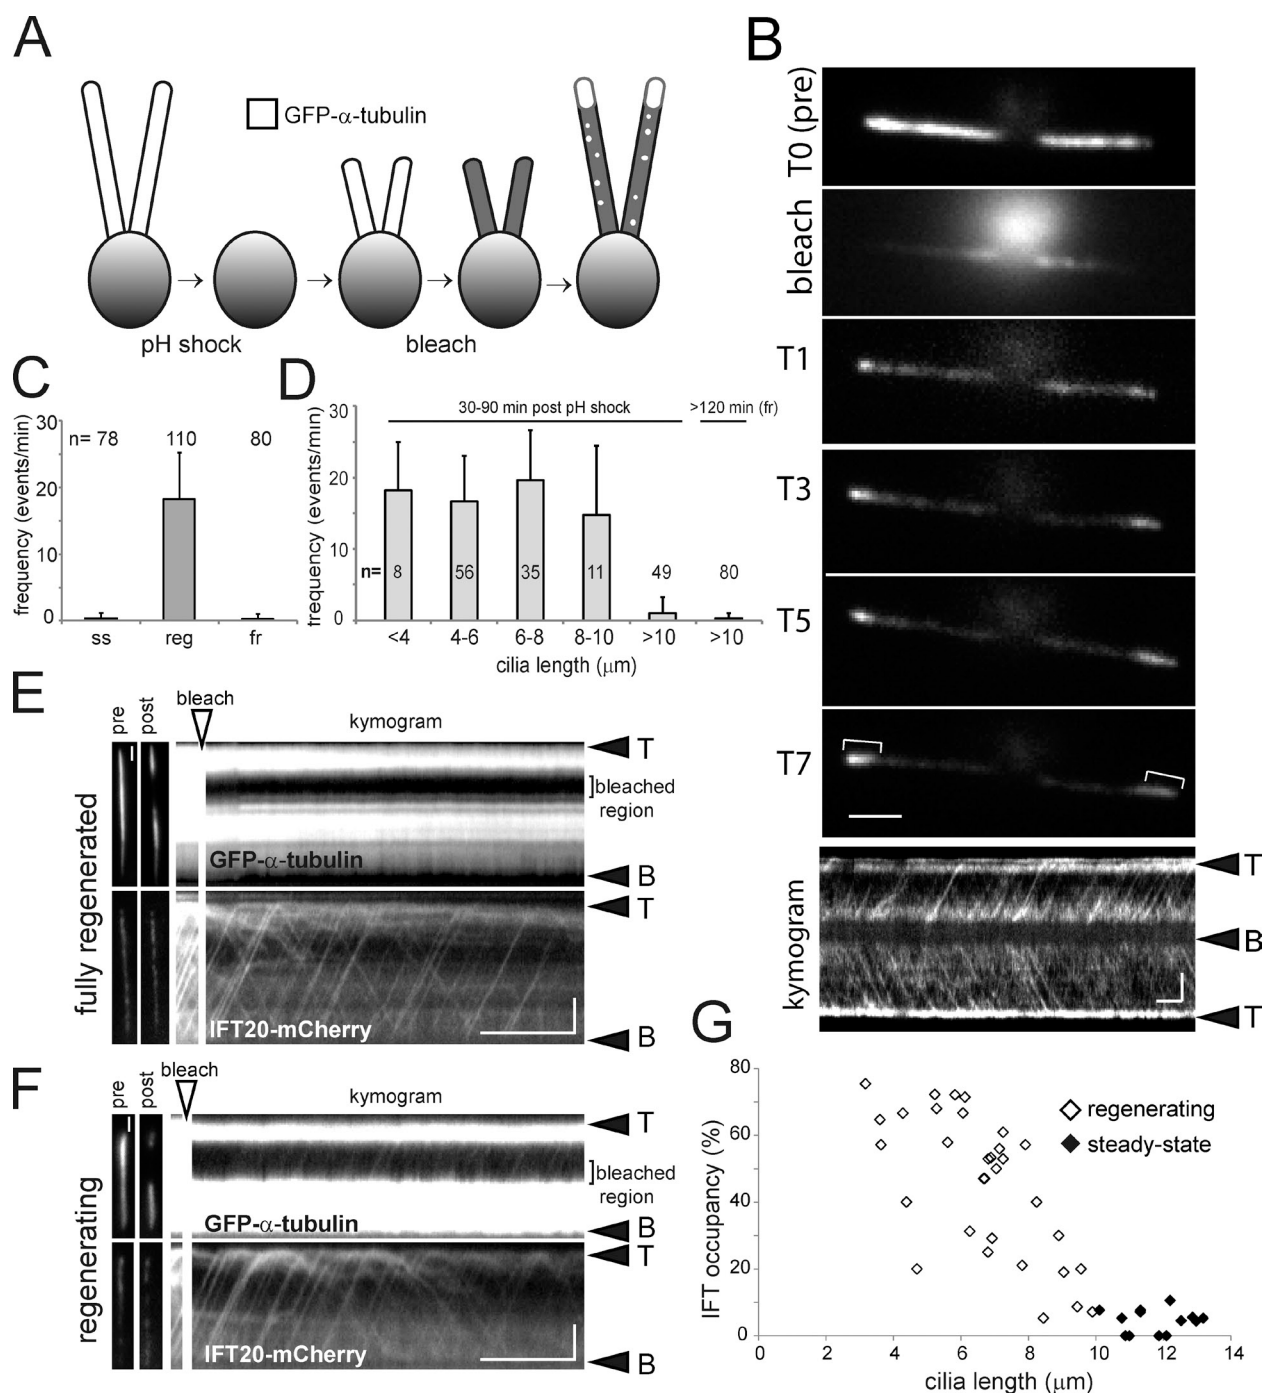 A
GFP-α-tubulin
pH shock
bleach
B
T0 (pre)
bleach
T1
T3
T5
T7
kymogram
T
B
T
C
frequency (events/min)
30
20
10
0
n= 78
110
80
ss
reg
fr
D
frequency (events/min)
30
20
10
0
30-90 min post pH shock
>120 min (fr)
n=
8
56
35
11
49
80
<4
4-6
6-8
8-10
>10
>10
cilia length (μm)
E
fully regenerated
pre
post
bleach
kymogram
T
bleached
region
GFP-α-tubulin
B
T
IFT20-mCherry
B
F
regenerating
pre
post
bleach
kymogram
T
bleached
region
GFP-α-tubulin
B
T
IFT20-mCherry
B
G
IFT occupancy (%)
80
60
40
20
0
regenerating
steady-state
0
2
4
6
8
10
12
14
cilia length (μm)